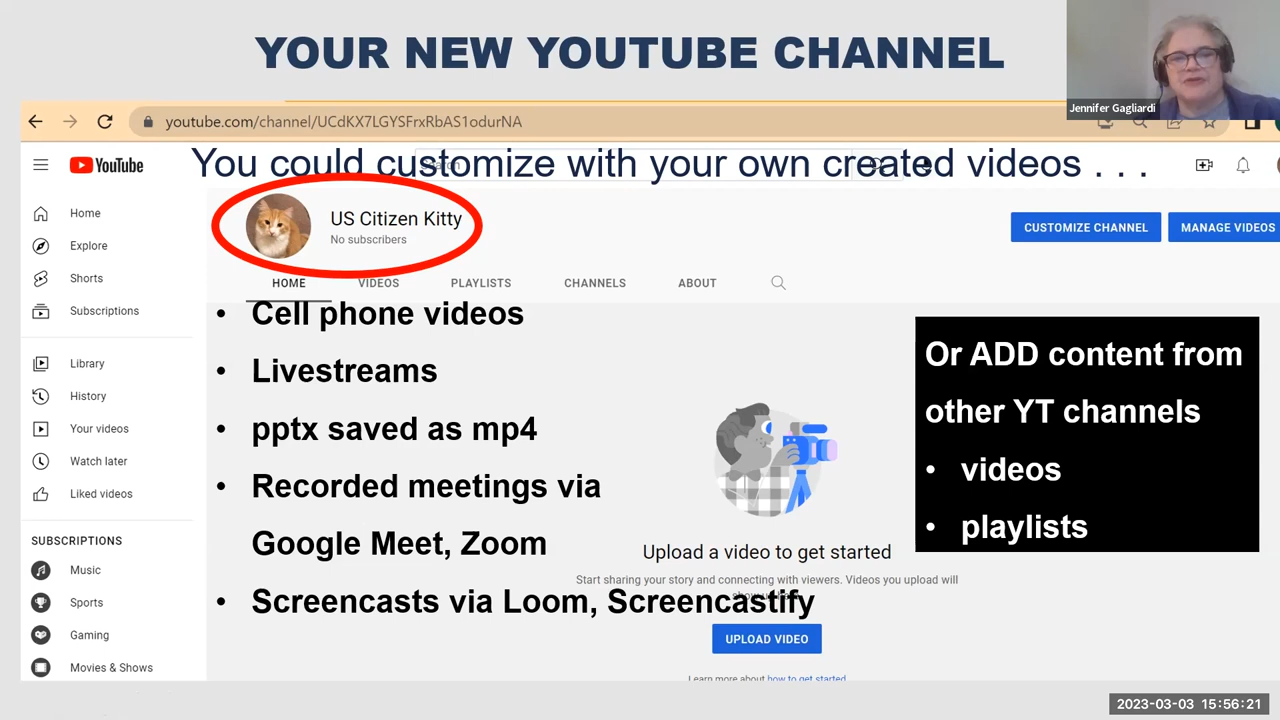 YOUR NEW YOUTUBE CHANNEL
Jennifer Gagliardi
youtube.com/channel/UCdKX7LGYSFrxRbAS1odurNA
YouTube
You could customize with your own created videos . . .
Home
Explore
Shorts
Subscriptions
Library
History
Your videos
Watch later
Liked videos
SUBSCRIPTIONS
Music
Sports
Gaming
Movies & Shows
US Citizen Kitty
No subscribers
CUSTOMIZE CHANNEL
MANAGE VIDEOS
HOME VIDEOS PLAYLISTS CHANNELS ABOUT
• Cell phone videos
• Livestreams
• pptx saved as mp4
• Recorded meetings via
Google Meet, Zoom
• Screencasts via Loom, Screencastify
Or ADD content from
other YT channels
• videos
• playlists
Upload a video to get started
Start sharing your story and connecting with viewers. Videos you upload will
UPLOAD VIDEO
Learn more about how to get started
2023-03-03 15:56:21